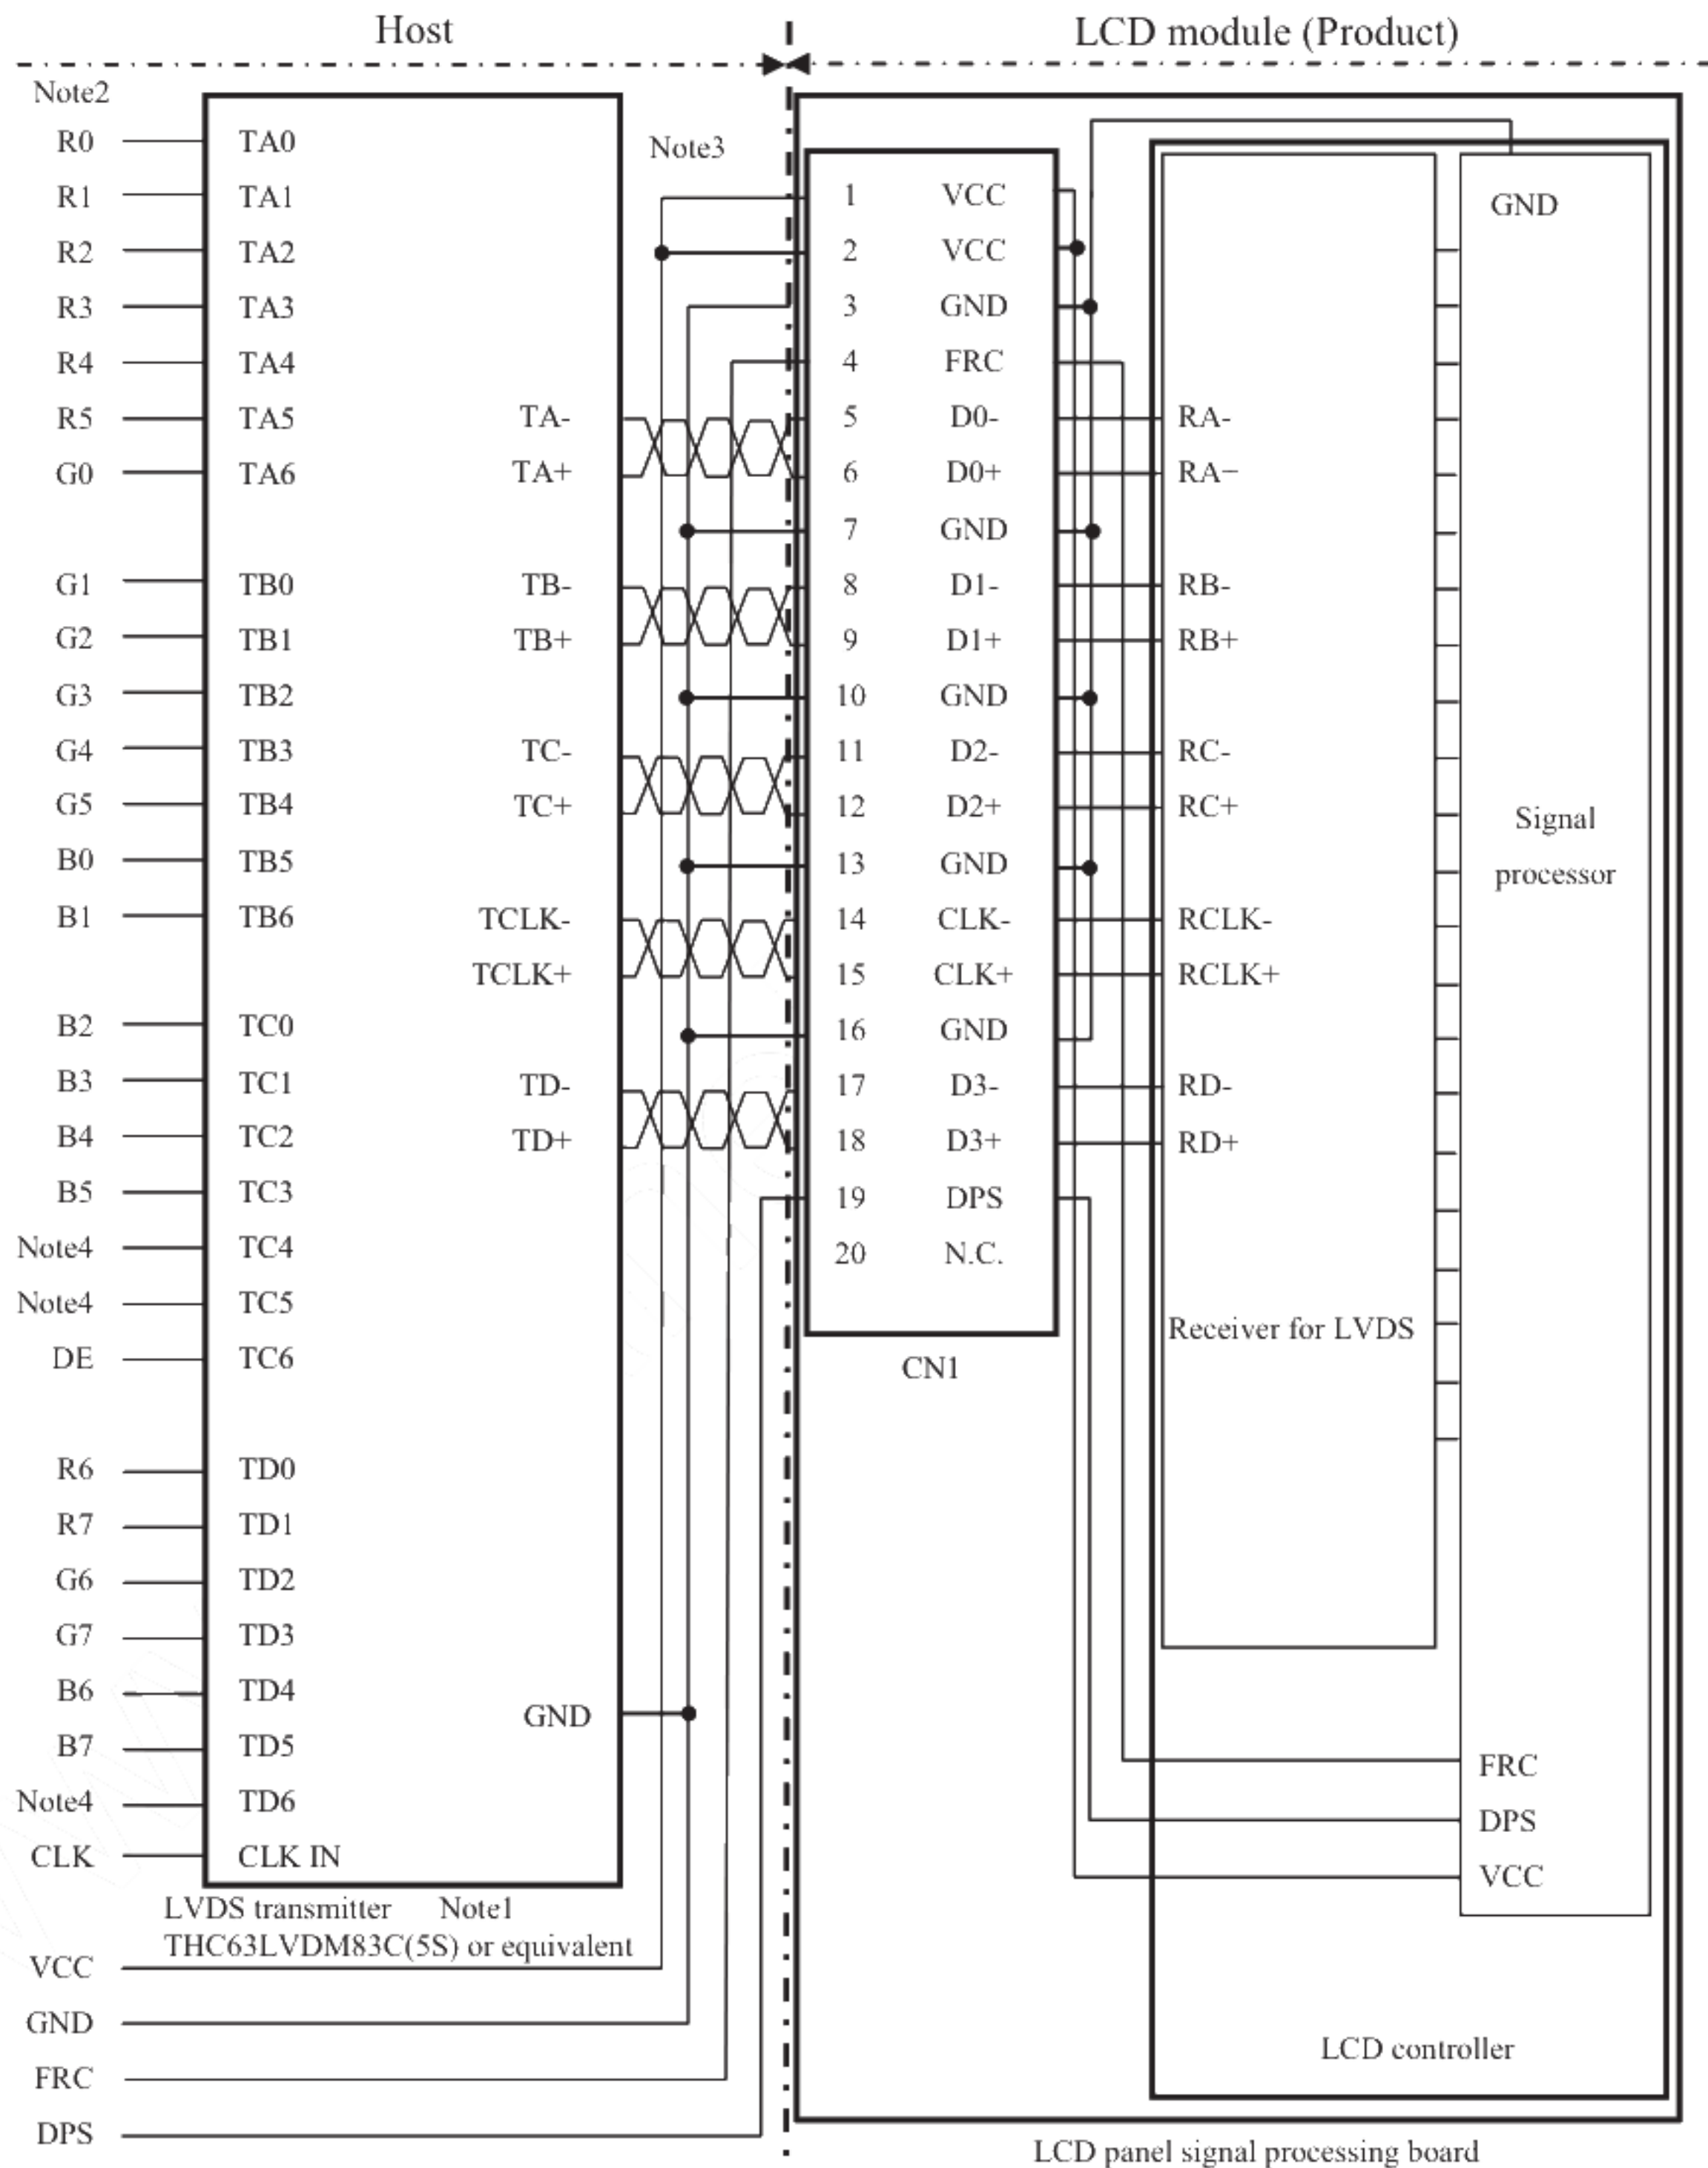 Host
LCD module (Product)
Note2
R0 TA0
Note3
R1 TA1
1 VCC
GND
R2 TA2
2 VCC
R3 TA3
3 GND
R4 TA4
4 FRC
R5 TA5 TA- 5 D0- RA-
G0 TA6 TA+ 6 D0+ RA−
7 GND
G1 TB0 TB- 8 D1- RB-
G2 TB1 TB+ 9 D1+ RB+
G3 TB2 10 GND
G4 TB3 TC- 11 D2- RC-
G5 TB4 TC+ 12 D2+ RC+
Signal
processor
B0 TB5 13 GND
B1 TB6 TCLK- 14 CLK- RCLK-
TCLK+ 15 CLK+ RCLK+
B2 TC0 16 GND
B3 TC1 TD- 17 D3- RD-
B4 TC2 TD+ 18 D3+ RD+
B5 TC3 19 DPS
Note4 TC4 20 N.C.
Note4 TC5
Receiver for LVDS
DE TC6
CN1
R6 TD0
R7 TD1
G6 TD2
G7 TD3
B6 TD4
GND
B7 TD5
FRC
Note4 TD6
DPS
CLK CLK IN
VCC
LVDS transmitter Note1
THC63LVDM83C(5S) or equivalent
VCC
GND
LCD controller
FRC
DPS
LCD panel signal processing board